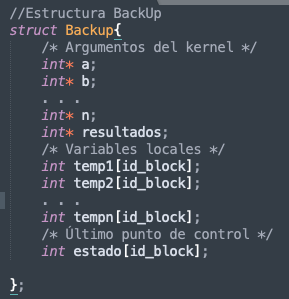 //Estructura BackUp
struct Backup{
/* Argumentos del kernel */
int* a;
int* b;
. . .
int* n;
int* resultados;
/* Variables locales */
int temp1[id_block];
int temp2[id_block];
. . .
int tempn[id_block];
/* Último punto de control */
int estado[id_block];
};